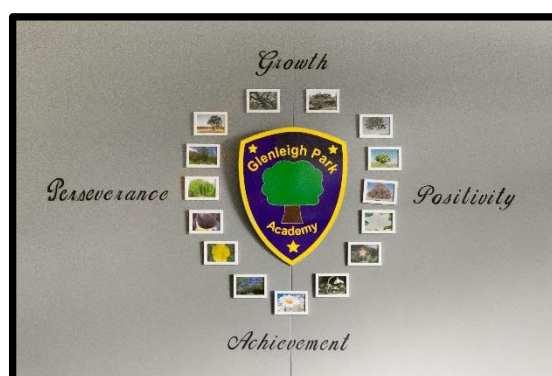 Growth
Glenleigh Park
Perseverance
Positivity
Academy
Achievement